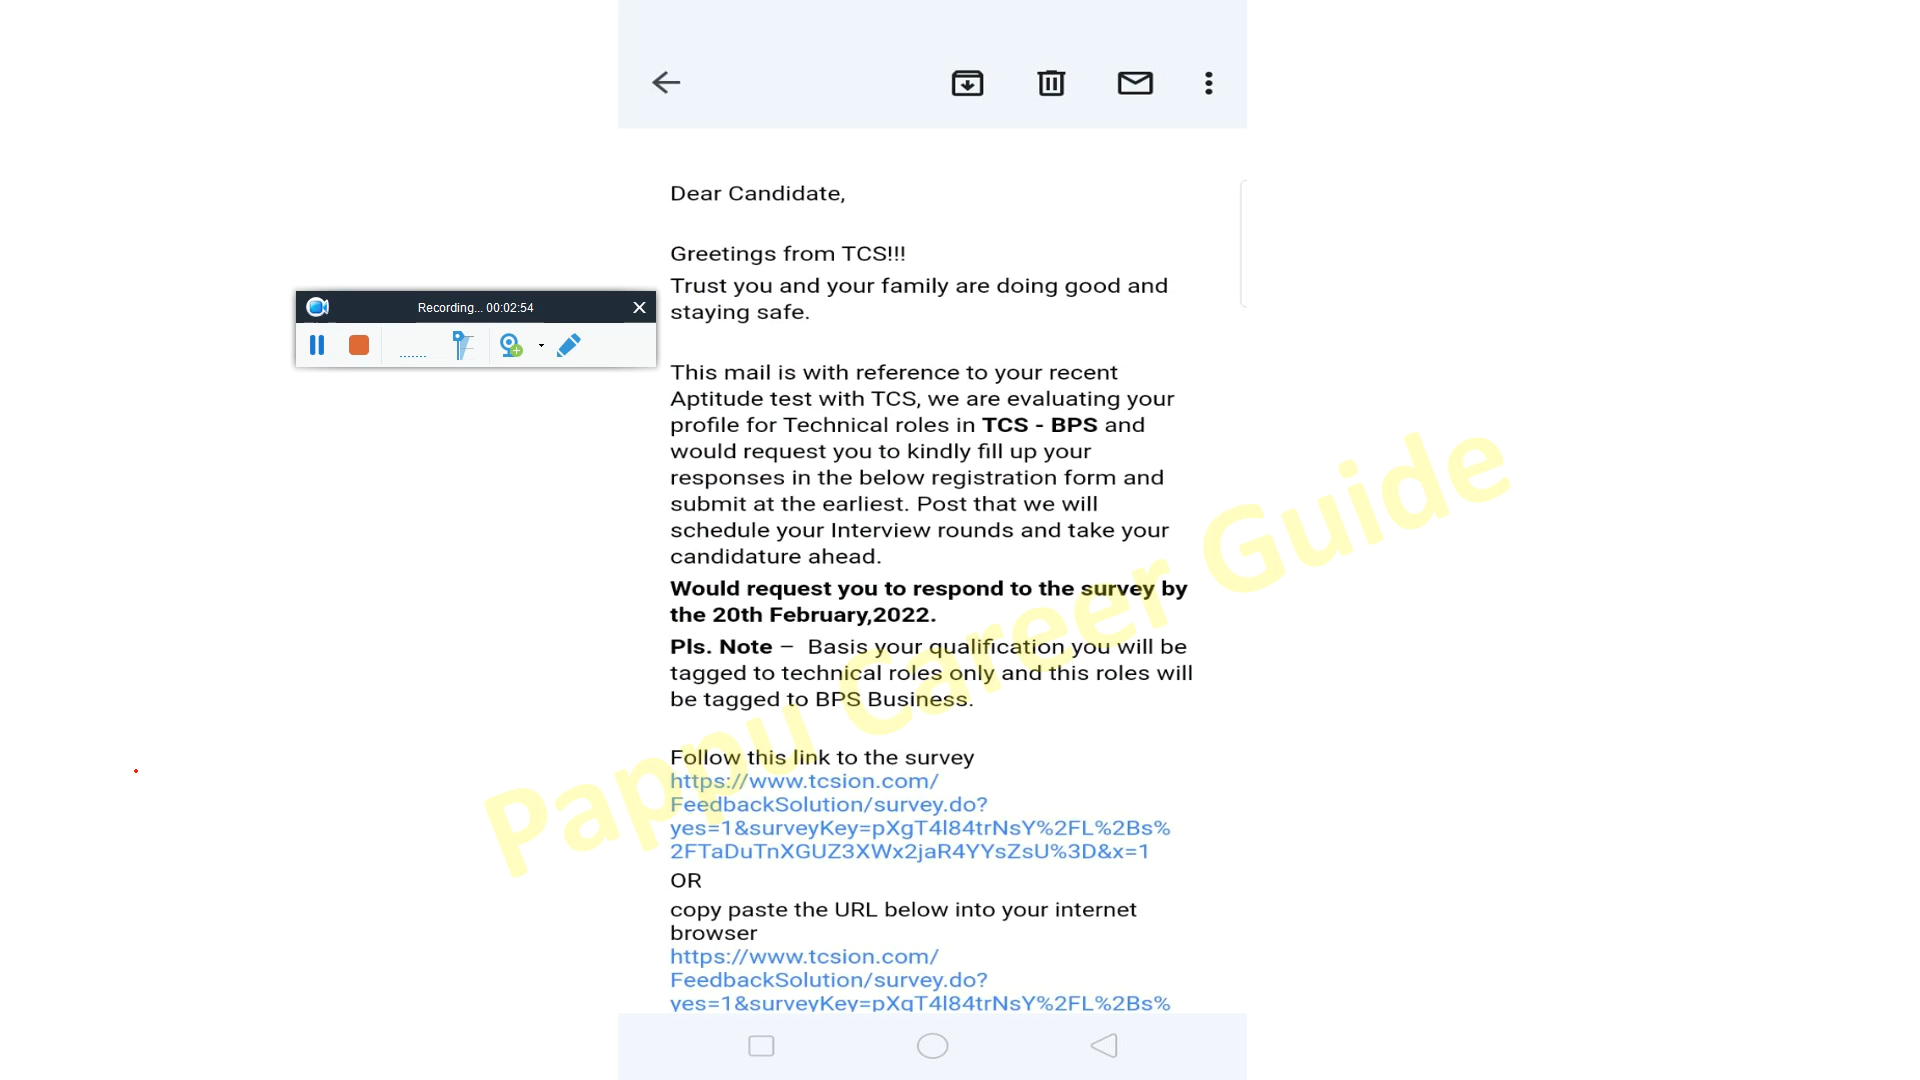 Dear Candidate,
Greetings from TCS!!!
Trust you and your family are doing good and
staying safe.
Recording... 00:02:54
This mail is with reference to your recent
Aptitude test with TCS, we are evaluating your
profile for Technical roles in TCS - BPS and
would request you to kindly fill up your
responses in the below registration form and
submit at the earliest. Post that we will
schedule your Interview rounds and take your
candidature ahead.
Would request you to respond to the survey by
the 20th February,2022.
Pls. Note – Basis your qualification you will be
tagged to technical roles only and this roles will
be tagged to BPS Business.
Pappu Career Guide
Follow this link to the survey
https://www.tcsion.com/
FeedbackSolution/survey.do?
yes=1&surveyKey=pXgT4l84trNsY%2FL%2Bs%
2FTaDuTnXGUZ3XWx2jaR4YYsZsU%3D&x=1
OR
copy paste the URL below into your internet
browser
https://www.tcsion.com/
FeedbackSolution/survey.do?
yes=1&surveyKey=pXgT4l84trNsY%2FL%2Bs%